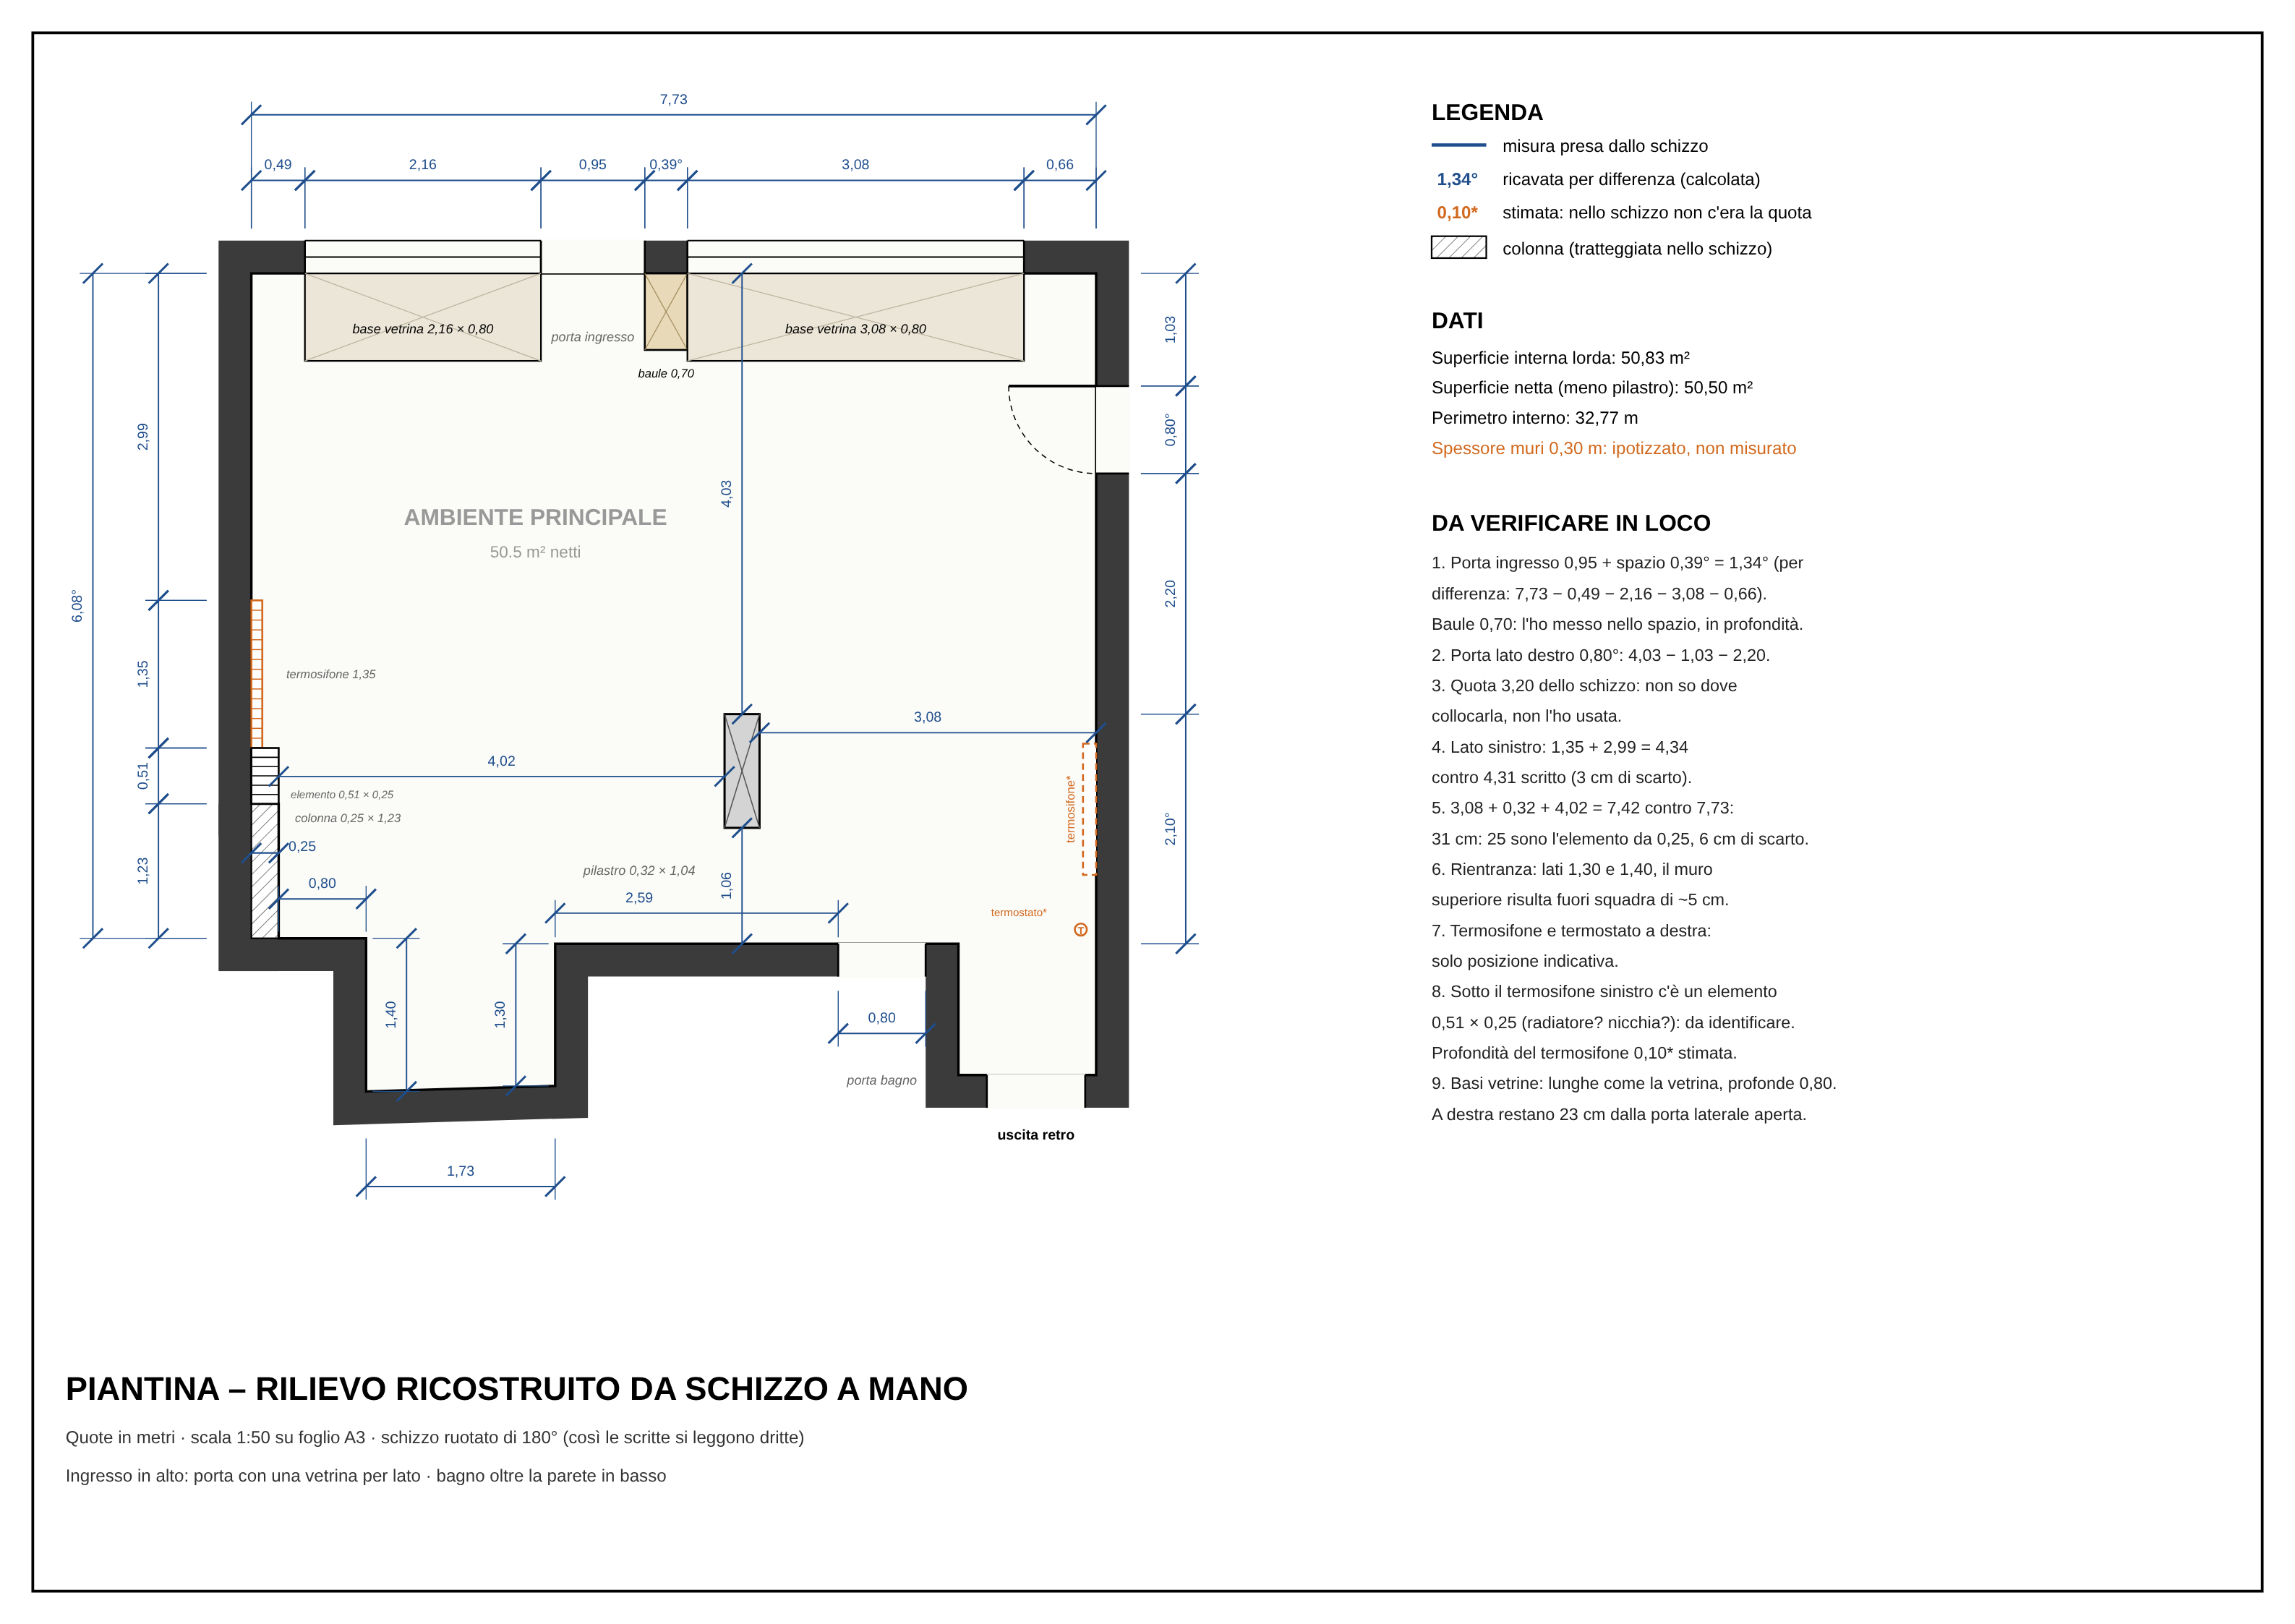 7,73
0,49
2,16
0,95
0,39°
3,08
0,66
base vetrina 2,16 × 0,80
porta ingresso
base vetrina 3,08 × 0,80
baule 0,70
1,03
0,80°
2,99
4,03
AMBIENTE PRINCIPALE
50.5 m² netti
6,08°
2,20
1,35
termosifone 1,35
3,08
4,02
0,51
elemento 0,51 × 0,25
colonna 0,25 × 1,23
termosifone*
2,10°
0,25
1,23
0,80
pilastro 0,32 × 1,04
1,06
2,59
termostato*
T
1,40
1,30
0,80
porta bagno
uscita retro
1,73
LEGENDA
misura presa dallo schizzo
1,34° ricavata per differenza (calcolata)
0,10* stimata: nello schizzo non c'era la quota
colonna (tratteggiata nello schizzo)
DATI
Superficie interna lorda: 50,83 m²
Superficie netta (meno pilastro): 50,50 m²
Perimetro interno: 32,77 m
Spessore muri 0,30 m: ipotizzato, non misurato
DA VERIFICARE IN LOCO
1. Porta ingresso 0,95 + spazio 0,39° = 1,34° (per
differenza: 7,73 − 0,49 − 2,16 − 3,08 − 0,66).
Baule 0,70: l'ho messo nello spazio, in profondità.
2. Porta lato destro 0,80°: 4,03 − 1,03 − 2,20.
3. Quota 3,20 dello schizzo: non so dove
collocarla, non l'ho usata.
4. Lato sinistro: 1,35 + 2,99 = 4,34
contro 4,31 scritto (3 cm di scarto).
5. 3,08 + 0,32 + 4,02 = 7,42 contro 7,73:
31 cm: 25 sono l'elemento da 0,25, 6 cm di scarto.
6. Rientranza: lati 1,30 e 1,40, il muro
superiore risulta fuori squadra di ~5 cm.
7. Termosifone e termostato a destra:
solo posizione indicativa.
8. Sotto il termosifone sinistro c'è un elemento
0,51 × 0,25 (radiatore? nicchia?): da identificare.
Profondità del termosifone 0,10* stimata.
9. Basi vetrine: lunghe come la vetrina, profonde 0,80.
A destra restano 23 cm dalla porta laterale aperta.
PIANTINA – RILIEVO RICOSTRUITO DA SCHIZZO A MANO
Quote in metri · scala 1:50 su foglio A3 · schizzo ruotato di 180° (così le scritte si leggono dritte)
Ingresso in alto: porta con una vetrina per lato · bagno oltre la parete in basso